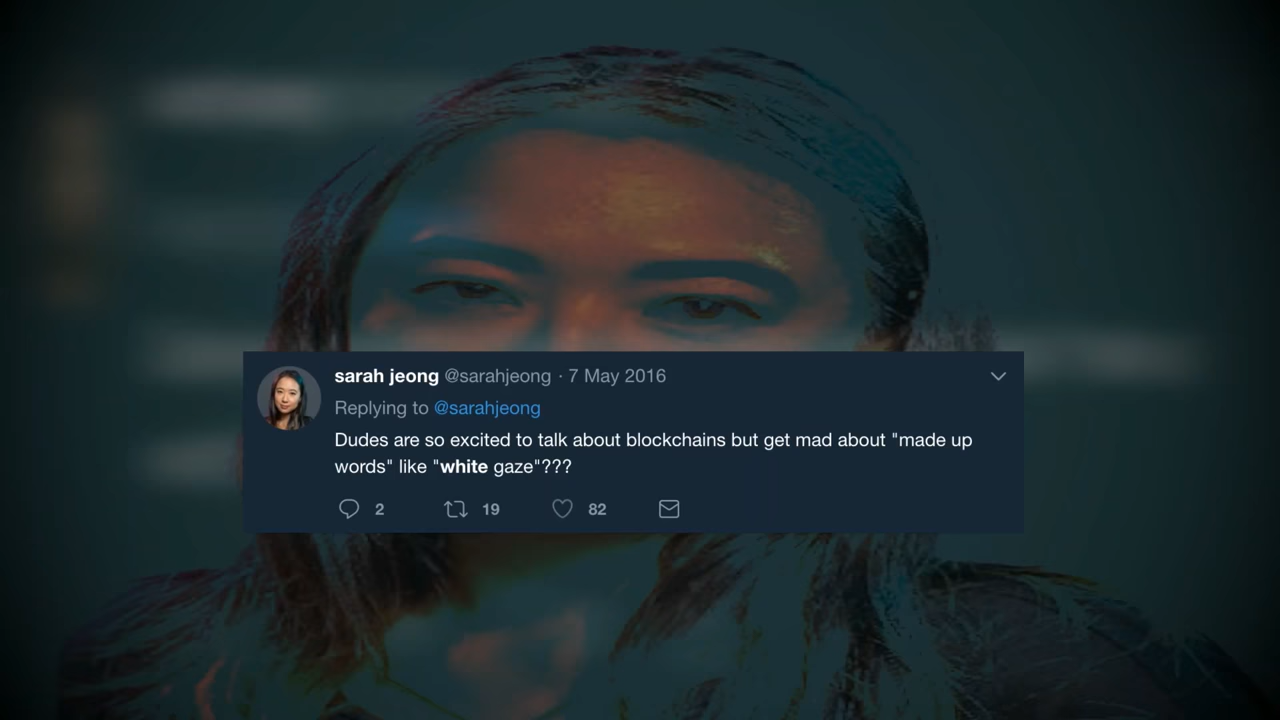 sarah jeong @sarahjeong · 7 May 2016
Replying to @sarahjeong
Dudes are so excited to talk about blockchains but get mad about "made up
words" like "white gaze"???
2 19 82